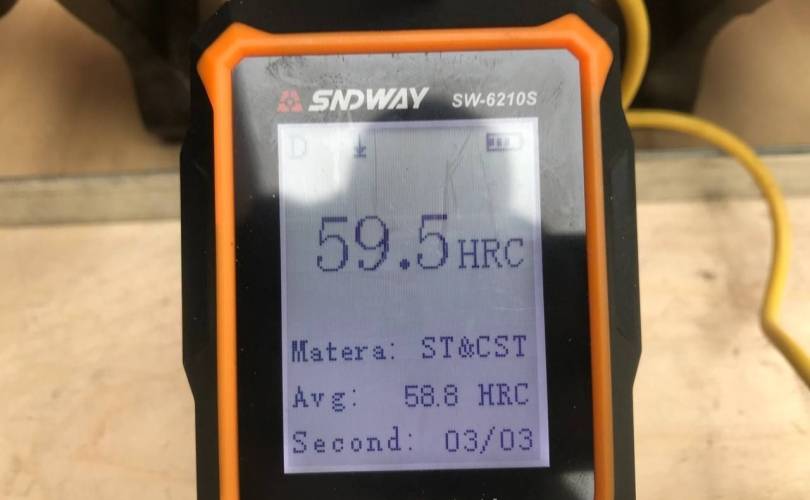 SNDWAY SW-6210S
D
59.5 HRC
Matera: ST&CST
Avg: 58.8 HRC
Second: 03/03